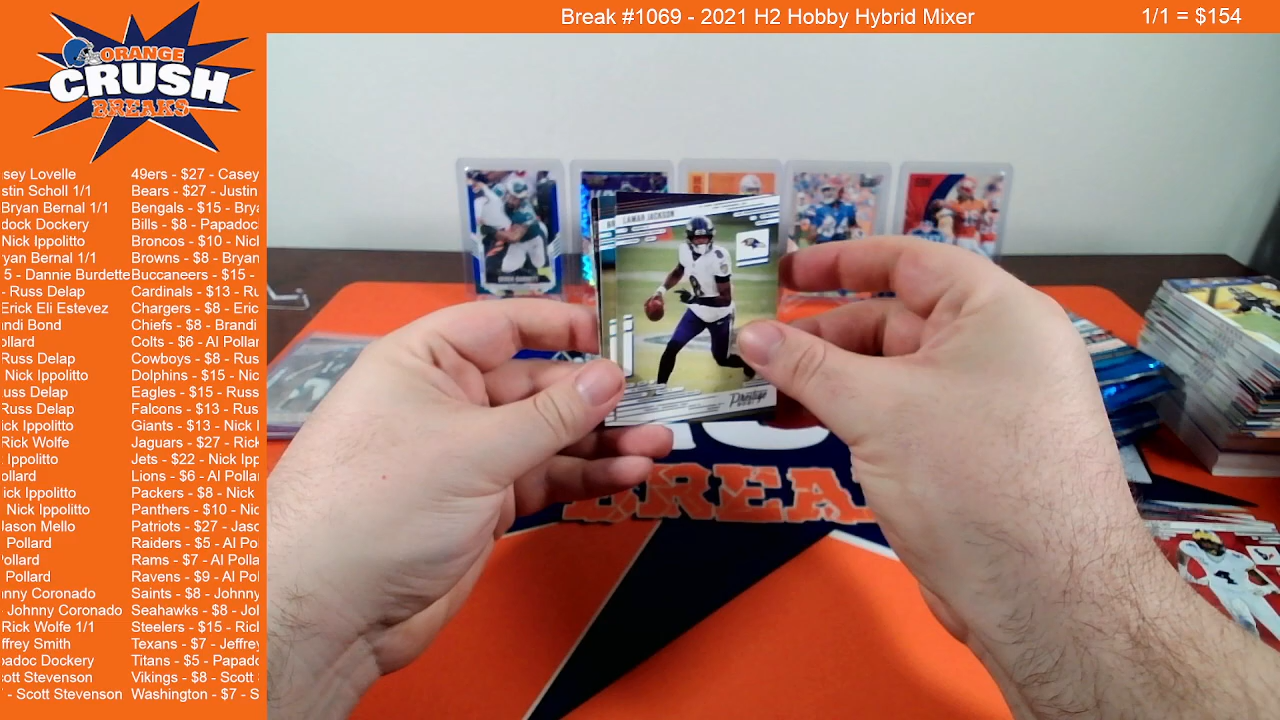 Break #1069 - 2021 H2 Hobby Hybrid Mixer
1/1 = $154
ORANGE
CRUSH
BREAKS
sey Lovelle
49ers - $27 - Casey
stin Scholl 1/1
Bears - $27 - Justin
Bryan Bernal 1/1
Bengals - $15 - Brya
dock Dockery
Bills - $8 - Papadoc
Nick Ippolitto
Broncos - $10 - Nicl
ryan Bernal 1/1
Browns - $8 - Bryan
5 - Dannie Burdette
Buccaneers - $15 -
- Russ Delap
Cardinals - $13 - Ru
Erick Eli Estevez
Chargers - $8 - Eric
andi Bond
Chiefs - $8 - Brandi
ollard
Colts - $6 - Al Pollar
Russ Delap
Cowboys - $8 - Rus
Nick Ippolitto
Dolphins - $15 - Nic
uss Delap
Eagles - $15 - Russ
Russ Delap
Falcons - $13 - Rus
ick Ippolitto
Giants - $13 - Nick I
Rick Wolfe
Jaguars - $27 - Rick
Ippolitto
Jets - $22 - Nick Ipp
ollard
Lions - $6 - Al Pollar
ick Ippolitto
Packers - $8 - Nick
Nick Ippolitto
Panthers - $10 - Nic
Jason Mello
Patriots - $27 - Jasc
Pollard
Raiders - $5 - Al Po
Pollard
Rams - $7 - Al Polla
Pollard
Ravens - $9 - Al Pol
nny Coronado
Saints - $8 - Johnny
Johnny Coronado
Seahawks - $8 - Jol
Rick Wolfe 1/1
Steelers - $15 - Ricl
ffrey Smith
Texans - $7 - Jeffrey
adoc Dockery
Titans - $5 - Papadc
ott Stevenson
Vikings - $8 - Scott
- Scott Stevenson
Washington - $7 - S
LAMAR JACKSON
Prestige
BREA